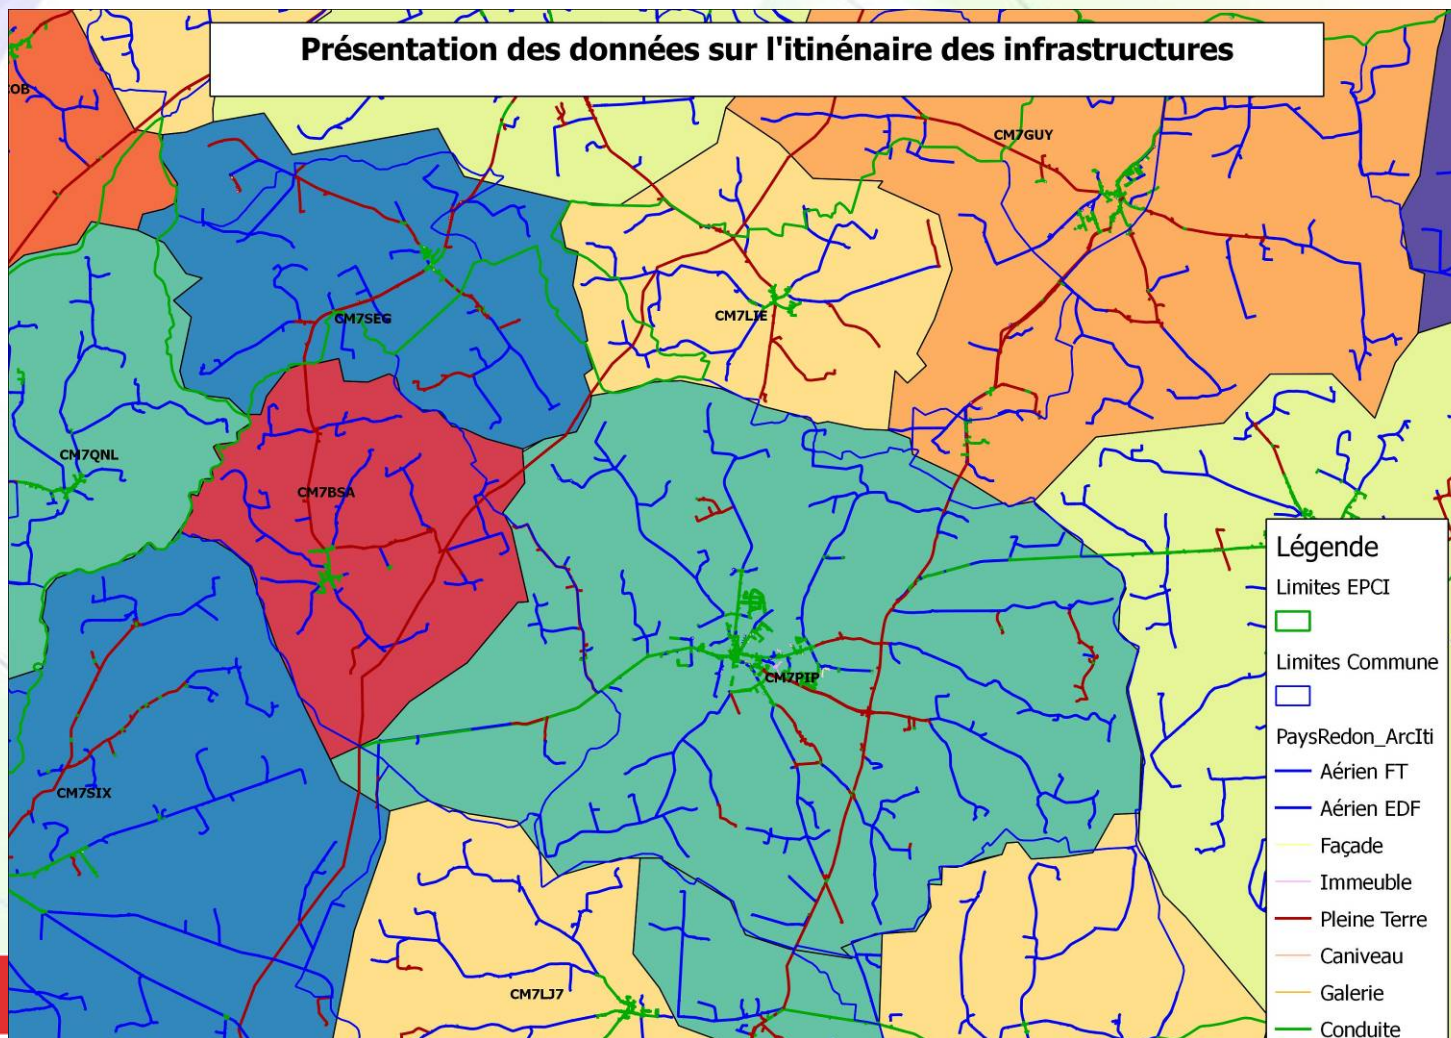 Présentation des données sur l'itinénaire des infrastructures
OB
CM7GUY
CM7SEG
CM7LIE
CM7QNL
CM7BSA
CM7PIP
CM7SIX
CM7LJ7
Légende
Limites EPCI
Limites Commune
PaysRedon_ArcIti
Aérien FT
Aérien EDF
Façade
Immeuble
Pleine Terre
Caniveau
Galerie
Conduite